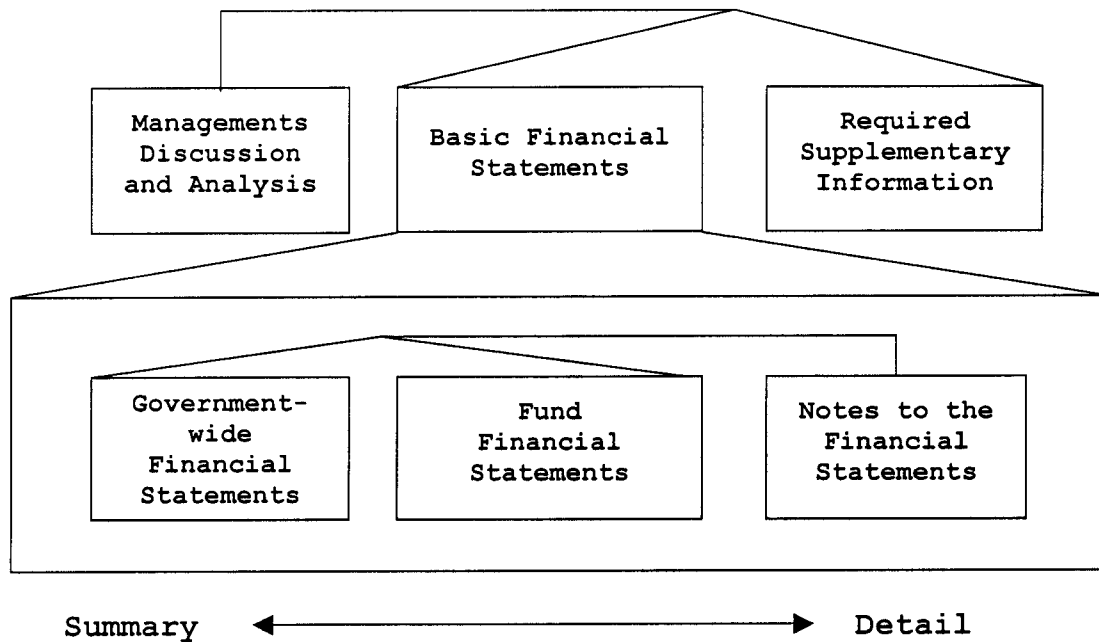 Managements
Discussion
and Analysis
Basic Financial
Statements
Required
Supplementary
Information
Government-
wide
Financial
Statements
Fund
Financial
Statements
Notes to the
Financial
Statements
Summary
Detail